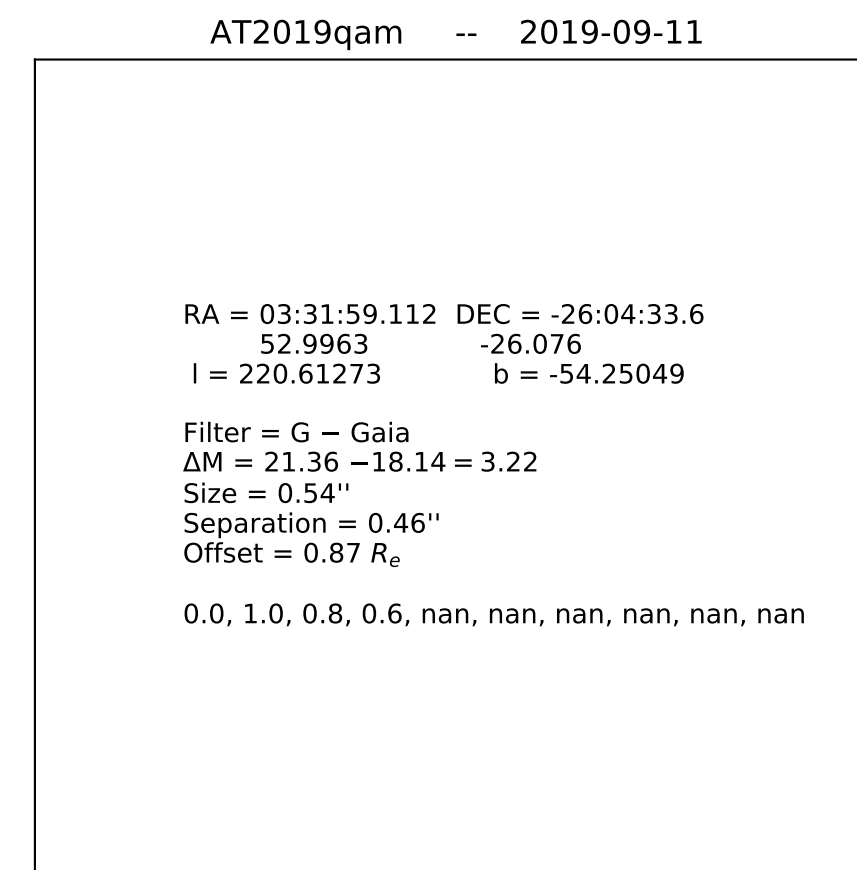 AT2019qam -- 2019-09-11
RA = 03:31:59.112 DEC = -26:04:33.6
52.9963 -26.076
l = 220.61273 b = -54.25049
Filter = G − Gaia
ΔM = 21.36 −18.14 = 3.22
Size = 0.54''
Separation = 0.46''
Offset = 0.87 Rₑ
0.0, 1.0, 0.8, 0.6, nan, nan, nan, nan, nan, nan